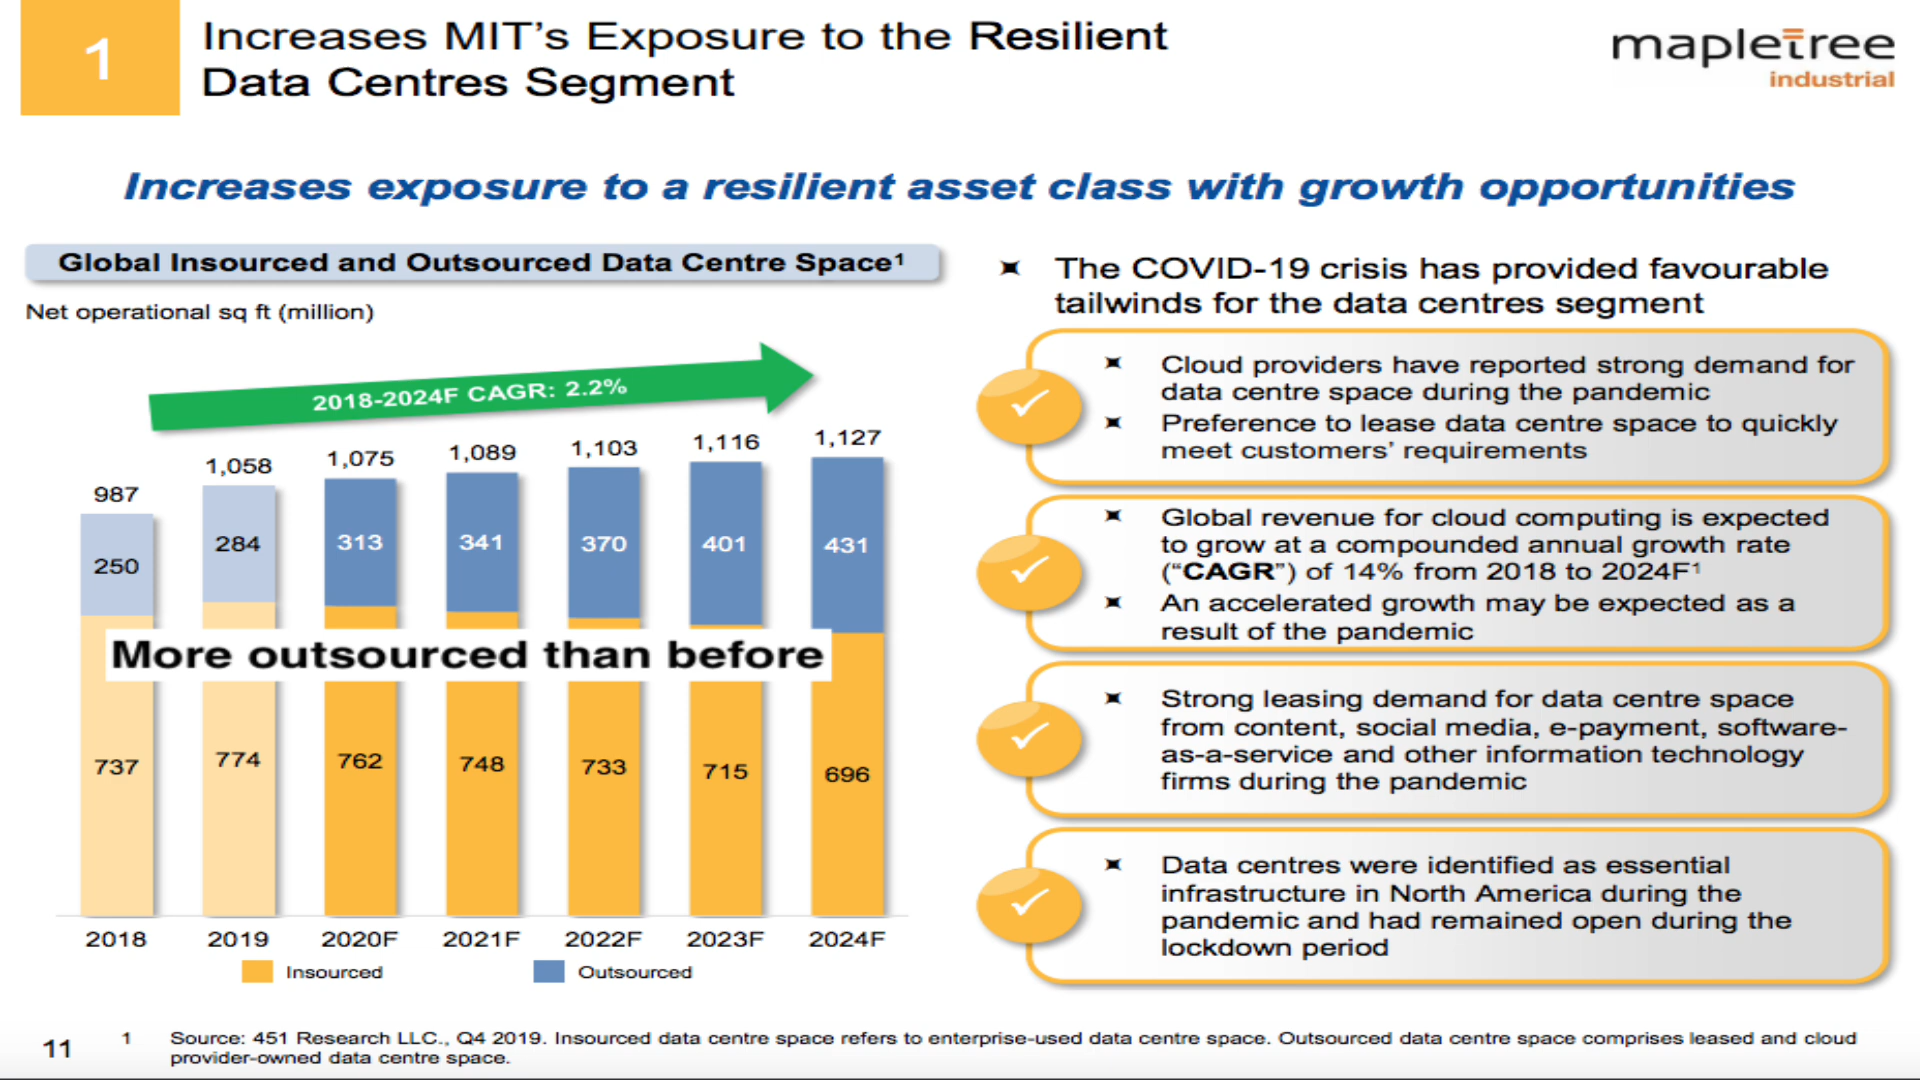 1
Increases MIT's Exposure to the Resilient
Data Centres Segment
mapletree
industrial
Increases exposure to a resilient asset class with growth opportunities
Global Insourced and Outsourced Data Centre Space¹
Net operational sq ft (million)
2018-2024F CAGR: 2.2%
987 1,058 1,075 1,089 1,103 1,116 1,127
250 284 313 341 370 401 431
More outsourced than before
737 774 762 748 733 715 696
2018 2019 2020F 2021F 2022F 2023F 2024F
Insourced Outsourced
The COVID-19 crisis has provided favourable
tailwinds for the data centres segment
Cloud providers have reported strong demand for
data centre space during the pandemic
Preference to lease data centre space to quickly
meet customers' requirements
Global revenue for cloud computing is expected
to grow at a compounded annual growth rate
("CAGR") of 14% from 2018 to 2024F¹
An accelerated growth may be expected as a
result of the pandemic
Strong leasing demand for data centre space
from content, social media, e-payment, software-
as-a-service and other information technology
firms during the pandemic
Data centres were identified as essential
infrastructure in North America during the
pandemic and had remained open during the
lockdown period
11
1 Source: 451 Research LLC., Q4 2019. Insourced data centre space refers to enterprise-used data centre space. Outsourced data centre space comprises leased and cloud
provider-owned data centre space.